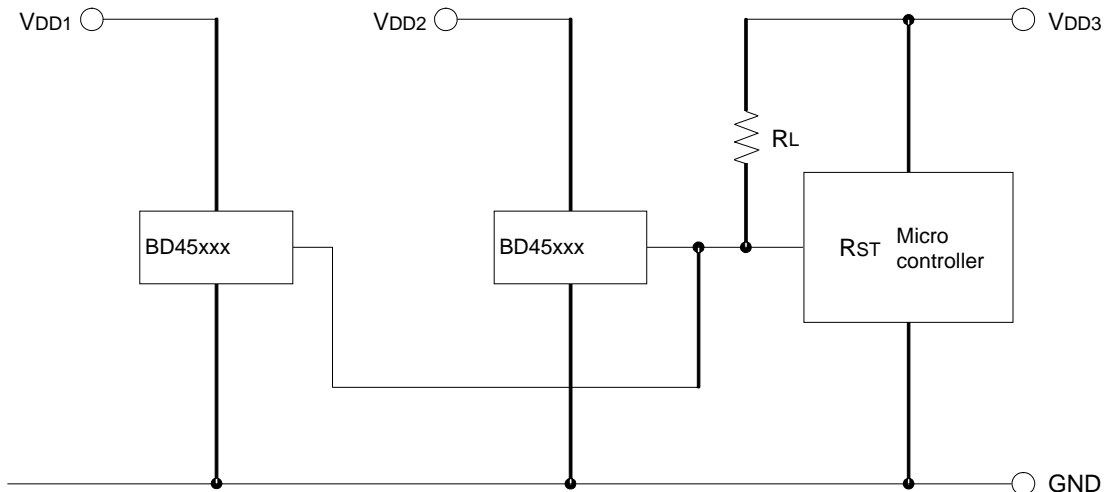 VDD1
VDD2
VDD3
RL
BD45xxx
BD45xxx
RST
Micro
controller
GND